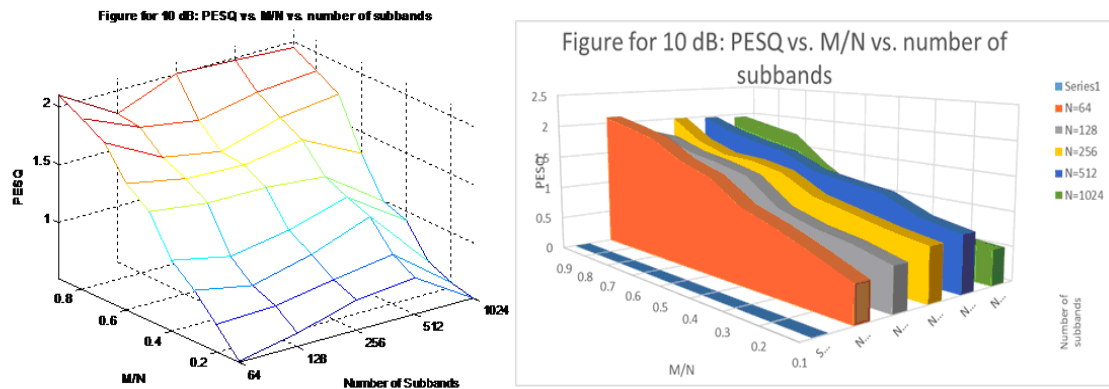 Figure for 10 dB: PESQ vs. M/N vs. number of subbands
PESQ
2
1.5
1
0.8
0.6
0.4
0.2
M/N
64
128
256
512
1024
Number of Subbands
Figure for 10 dB: PESQ vs. M/N vs. number of
subbands
PESQ
2.5
2
1.5
1
0.5
0
0.9
0.8
0.7
0.6
0.5
0.4
0.3
0.2
0.1
M/N
S...
N...
N...
N...
N...
N...
Number of
subbands
Series1
N=64
N=128
N=256
N=512
N=1024